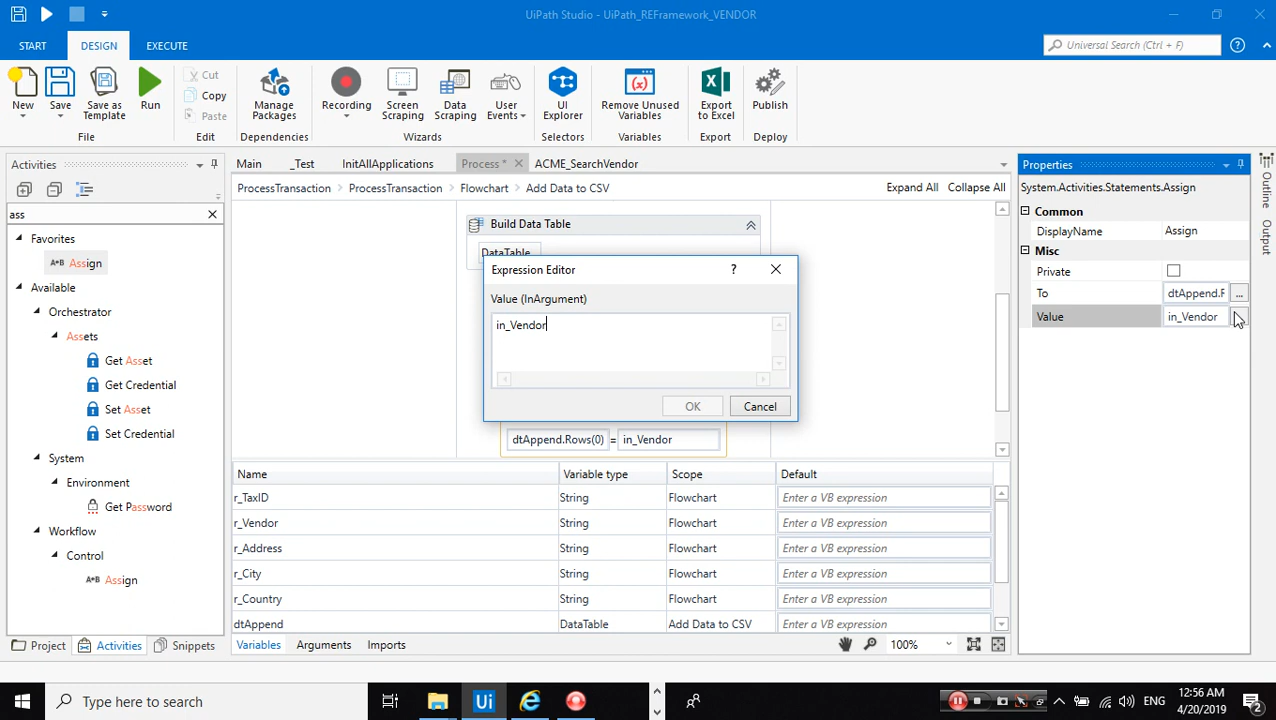 UiPath Studio - UiPath_REFramework_VENDOR
START
DESIGN
EXECUTE
Universal Search (Ctrl + F)
New
Save
Save as Template
Run
Cut
Copy
Paste
Manage Packages
Recording
Screen Scraping
Data Scraping
User Events
UI Explorer
Remove Unused Variables
Export to Excel
Publish
File
Edit
Dependencies
Wizards
Selectors
Variables
Export
Deploy
Activities
Main
_Test
InitAllApplications
Process *
ACME_SearchVendor
Properties
ProcessTransaction
ProcessTransaction
Flowchart
Add Data to CSV
Expand All
Collapse All
System.Activities.Statements.Assign
ass
Favorites
Assign
Available
Orchestrator
Assets
Get Asset
Get Credential
Set Asset
Set Credential
System
Environment
Get Password
Workflow
Control
Assign
Build Data Table
DataTable
Expression Editor
?
Value (InArgument)
in_Vendor
OK
Cancel
dtAppend.Rows(0)
=
in_Vendor
Common
DisplayName
Assign
Misc
Private
To
dtAppend.F
...
Value
in_Vendor
Outline
Output
Name
Variable type
Scope
Default
r_TaxID
String
Flowchart
Enter a VB expression
r_Vendor
String
Flowchart
Enter a VB expression
r_Address
String
Flowchart
Enter a VB expression
r_City
String
Flowchart
Enter a VB expression
r_Country
String
Flowchart
Enter a VB expression
dtAppend
DataTable
Add Data to CSV
Enter a VB expression
Project
Activities
Snippets
Variables
Arguments
Imports
100%
Type here to search
Ui
ENG
12:56 AM
4/20/2019
2